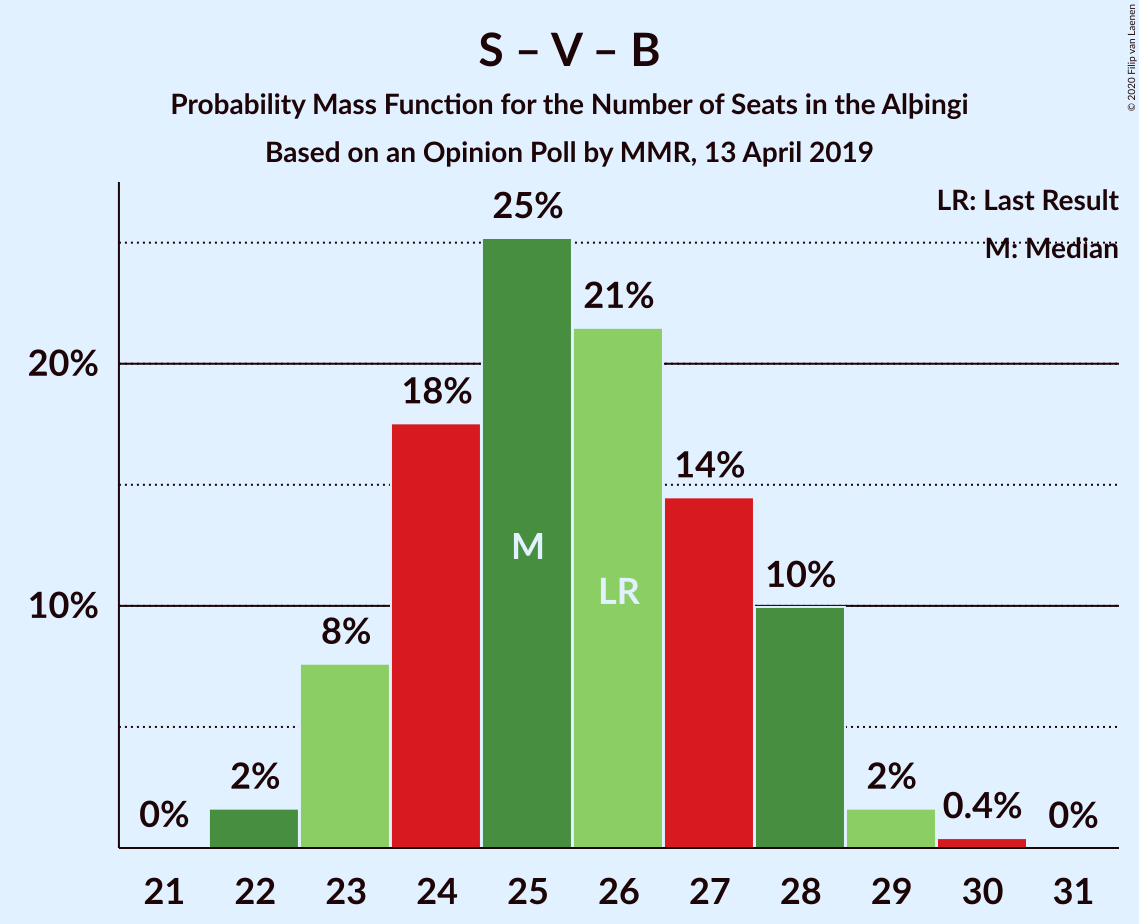 S – V – B
Probability Mass Function for the Number of Seats in the Alþingi
Based on an Opinion Poll by MMR, 13 April 2019
© 2020 Filip van Laenen
LR: Last Result
M: Median
25%
21%
20%
18%
14%
M
10%
LR
10%
8%
2%
2%
0%
0.4%
0%
21 22 23 24 25 26 27 28 29 30 31